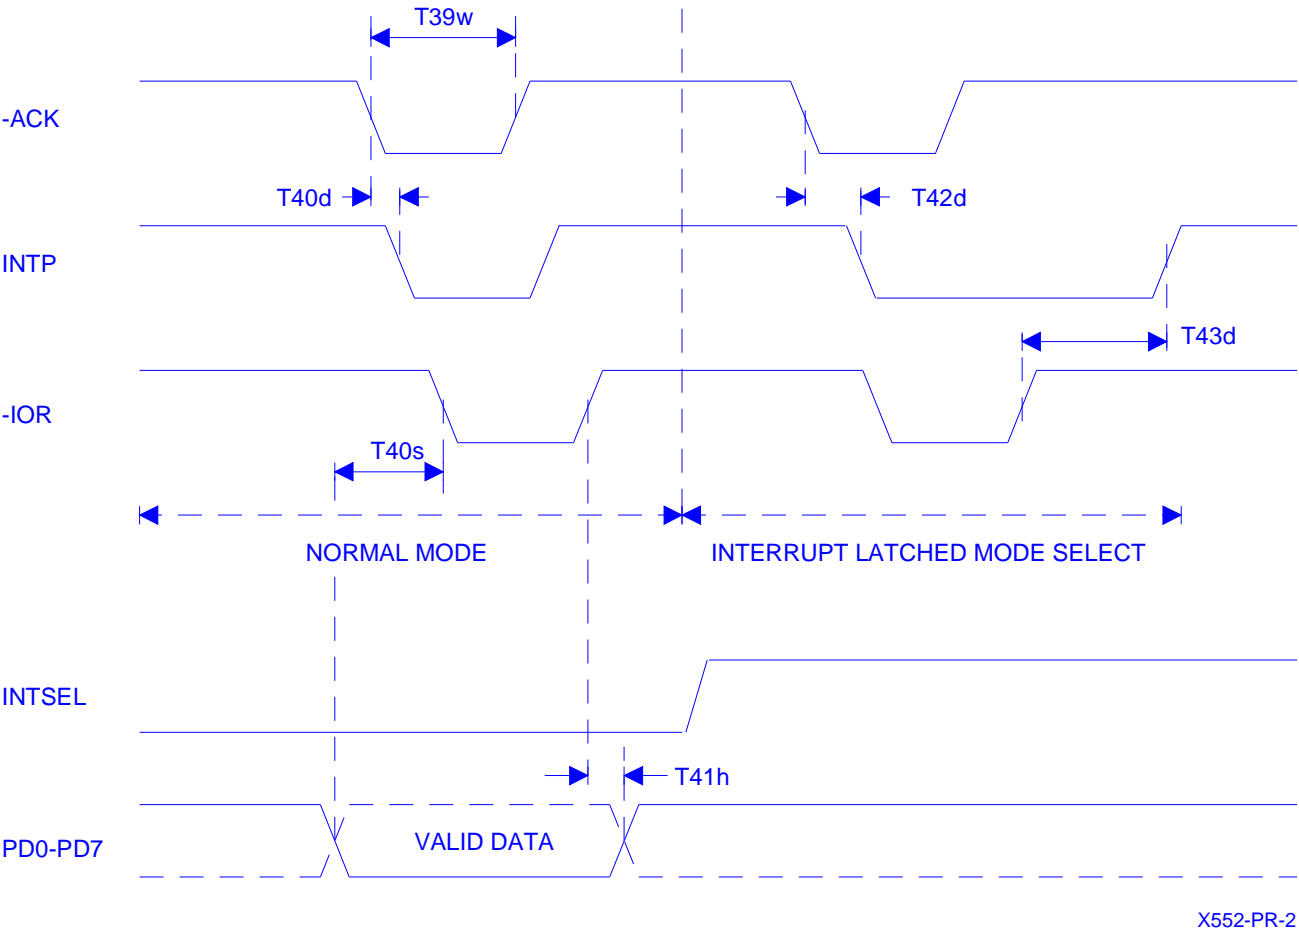 T39w
-ACK
T40d
T42d
INTP
T43d
-IOR
T40s
NORMAL MODE
INTERRUPT LATCHED MODE SELECT
INTSEL
T41h
PD0-PD7
VALID DATA
X552-PR-2